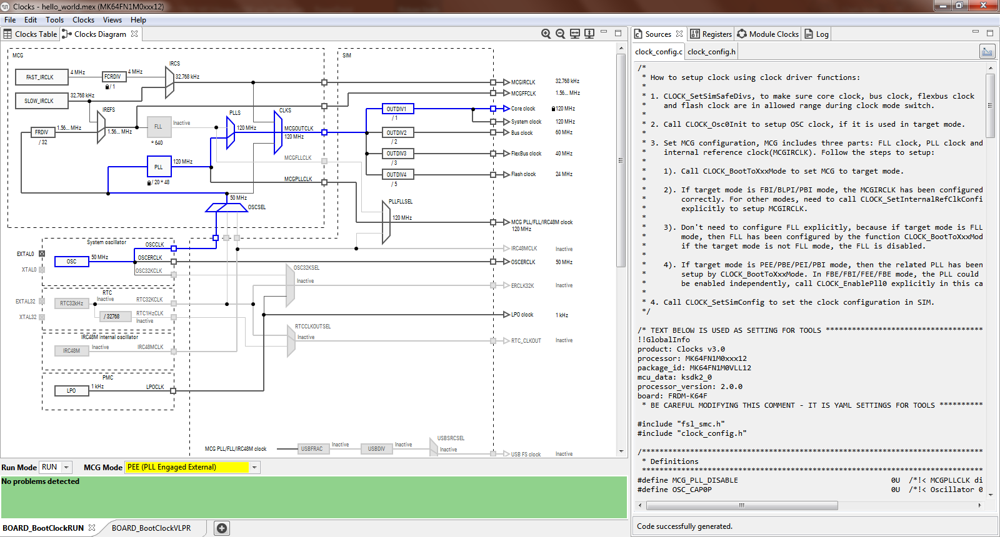 Clocks - hello_world.mex (MK64FN1M0xxx12)
File Edit Tools Clocks Views Help
Clocks Table Clocks Diagram
MCG
FAST_IRCLK
4 MHz
FCRDIV
/ 1
4 MHz
IRCS
32.768 kHz
SLOW_IRCLK
32.768 kHz
IREFS
FRDIV
/ 32
1.56... MHz
1.56... MHz
FLL
Inactive
* 640
PLLS
120 MHz
CLKS
MCGOUTCLK
120 MHz
PLL
120 MHz
/ 20 * 48
MCGFLLCLK
MCGPLLCLK
50 MHz
OSCSEL
SIM
OUTDIV1
/ 1
OUTDIV2
/ 2
OUTDIV3
/ 3
OUTDIV4
/ 5
PLLFLLSEL
120 MHz
MCGIRCLK 32.768 kHz
MCGFFCLK 1.56... MHz
Core clock 120 MHz
System clock 120 MHz
Bus clock 60 MHz
FlexBus clock 40 MHz
Flash clock 24 MHz
MCG PLL/FLL/IRC48M clock
120 MHz
IRC48MCLK Inactive
OSCERCLK 50 MHz
ERCLK32K Inactive
LPO clock 1 kHz
RTC_CLKOUT Inactive
USB FS clock Inactive
System oscillator
EXTAL0
XTAL0
OSC
50 MHz
OSCCLK
OSCERCLK
OSC32KCLK
OSC32KSEL
Inactive
RTC
EXTAL32
XTAL32
RTC32kHz
Inactive
RTC32KCLK
/ 32768
RTC1HzCLK
Inactive
RTCCLKOUTSEL
Inactive
IRC48M internal oscillator
IRC48M
Inactive
IRC48MCLK
PMC
LPO
1 kHz
LPOCLK
MCG PLL/FLL/IRC48M clock
USBFRAC
Inactive
USBDIV
Inactive
USBSRCSEL
Inactive
Run Mode RUN MCG Mode PEE (PLL Engaged External)
No problems detected
BOARD_BootClockRUN BOARD_BootClockVLPR
Sources Registers Module Clocks Log
clock_config.c clock_config.h
/*
 * How to setup clock using clock driver functions:
 *
 * 1. CLOCK_SetSimSafeDivs, to make sure core clock, bus clock, flexbus clock
 *    and flash clock are in allowed range during clock mode switch.
 *
 * 2. Call CLOCK_Osc0Init to setup OSC clock, if it is used in target mode.
 *
 * 3. Set MCG configuration, MCG includes three parts: FLL clock, PLL clock and
 *    internal reference clock(MCGIRCLK). Follow the steps to setup:
 *
 *    1). Call CLOCK_BootToXxxMode to set MCG to target mode.
 *
 *    2). If target mode is FBI/BLPI/PBI mode, the MCGIRCLK has been configured
 *        correctly. For other modes, need to call CLOCK_SetInternalRefClkConfi
 *        explicitly to setup MCGIRCLK.
 *
 *    3). Don't need to configure FLL explicitly, because if target mode is FLL
 *        mode, then FLL has been configured by the function CLOCK_BootToXxxMod
 *        if the target mode is not FLL mode, the FLL is disabled.
 *
 *    4). If target mode is PEE/PBE/PEI/PBI mode, then the related PLL has been
 *        setup by CLOCK_BootToXxxMode. In FBE/FBI/FEE/FBE mode, the PLL could
 *        be enabled independently, call CLOCK_EnablePll0 explicitly in this ca
 *
 * 4. Call CLOCK_SetSimConfig to set the clock configuration in SIM.
 */
/* TEXT BELOW IS USED AS SETTING FOR TOOLS ************************************
!!GlobalInfo
product: Clocks v3.0
processor: MK64FN1M0xxx12
package_id: MK64FN1M0VLL12
mcu_data: ksdk2_0
processor_version: 2.0.0
board: FRDM-K64F
 * BE CAREFUL MODIFYING THIS COMMENT - IT IS YAML SETTINGS FOR TOOLS **********
#include "fsl_smc.h"
#include "clock_config.h"
/******************************************************************************
 * Definitions
 ******************************************************************************
#define MCG_PLL_DISABLE 0U /*!< MCGPLLCLK di
#define OSC_CAP0P 0U /*!< Oscillator 0
Code successfully generated.